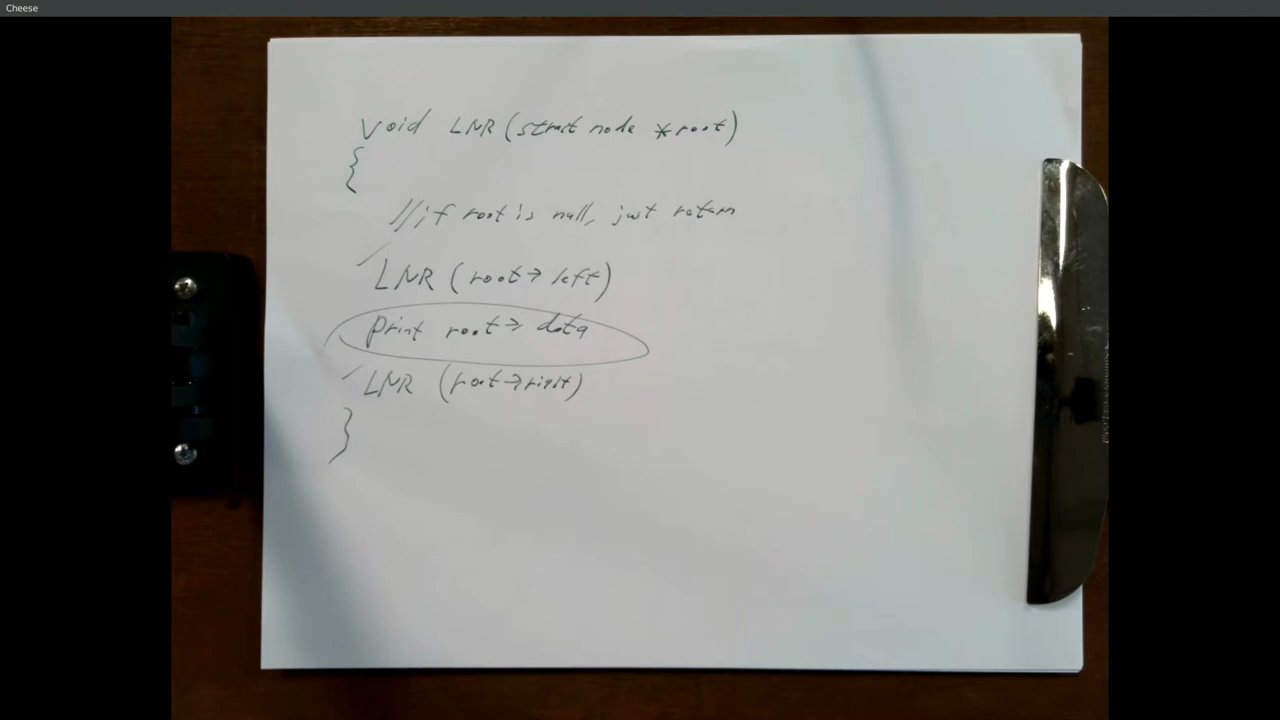 Cheese
void LNR (struct node *root)
{
//if root is null, just return
LNR (root→left)
print root→data
LNR (root→right)
}